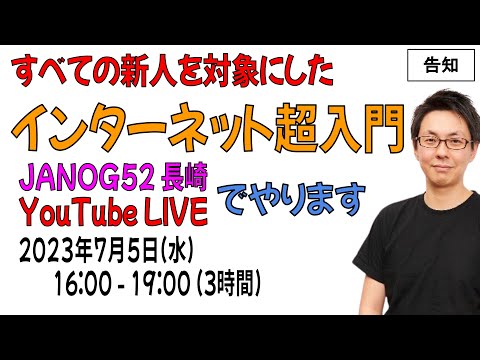 すべての新人を対象にした
告知
インターネット超入門
JANOG52 長崎
YouTube LIVE
でやります
2023年7月5日(水)
16:00 - 19:00 (3時間)